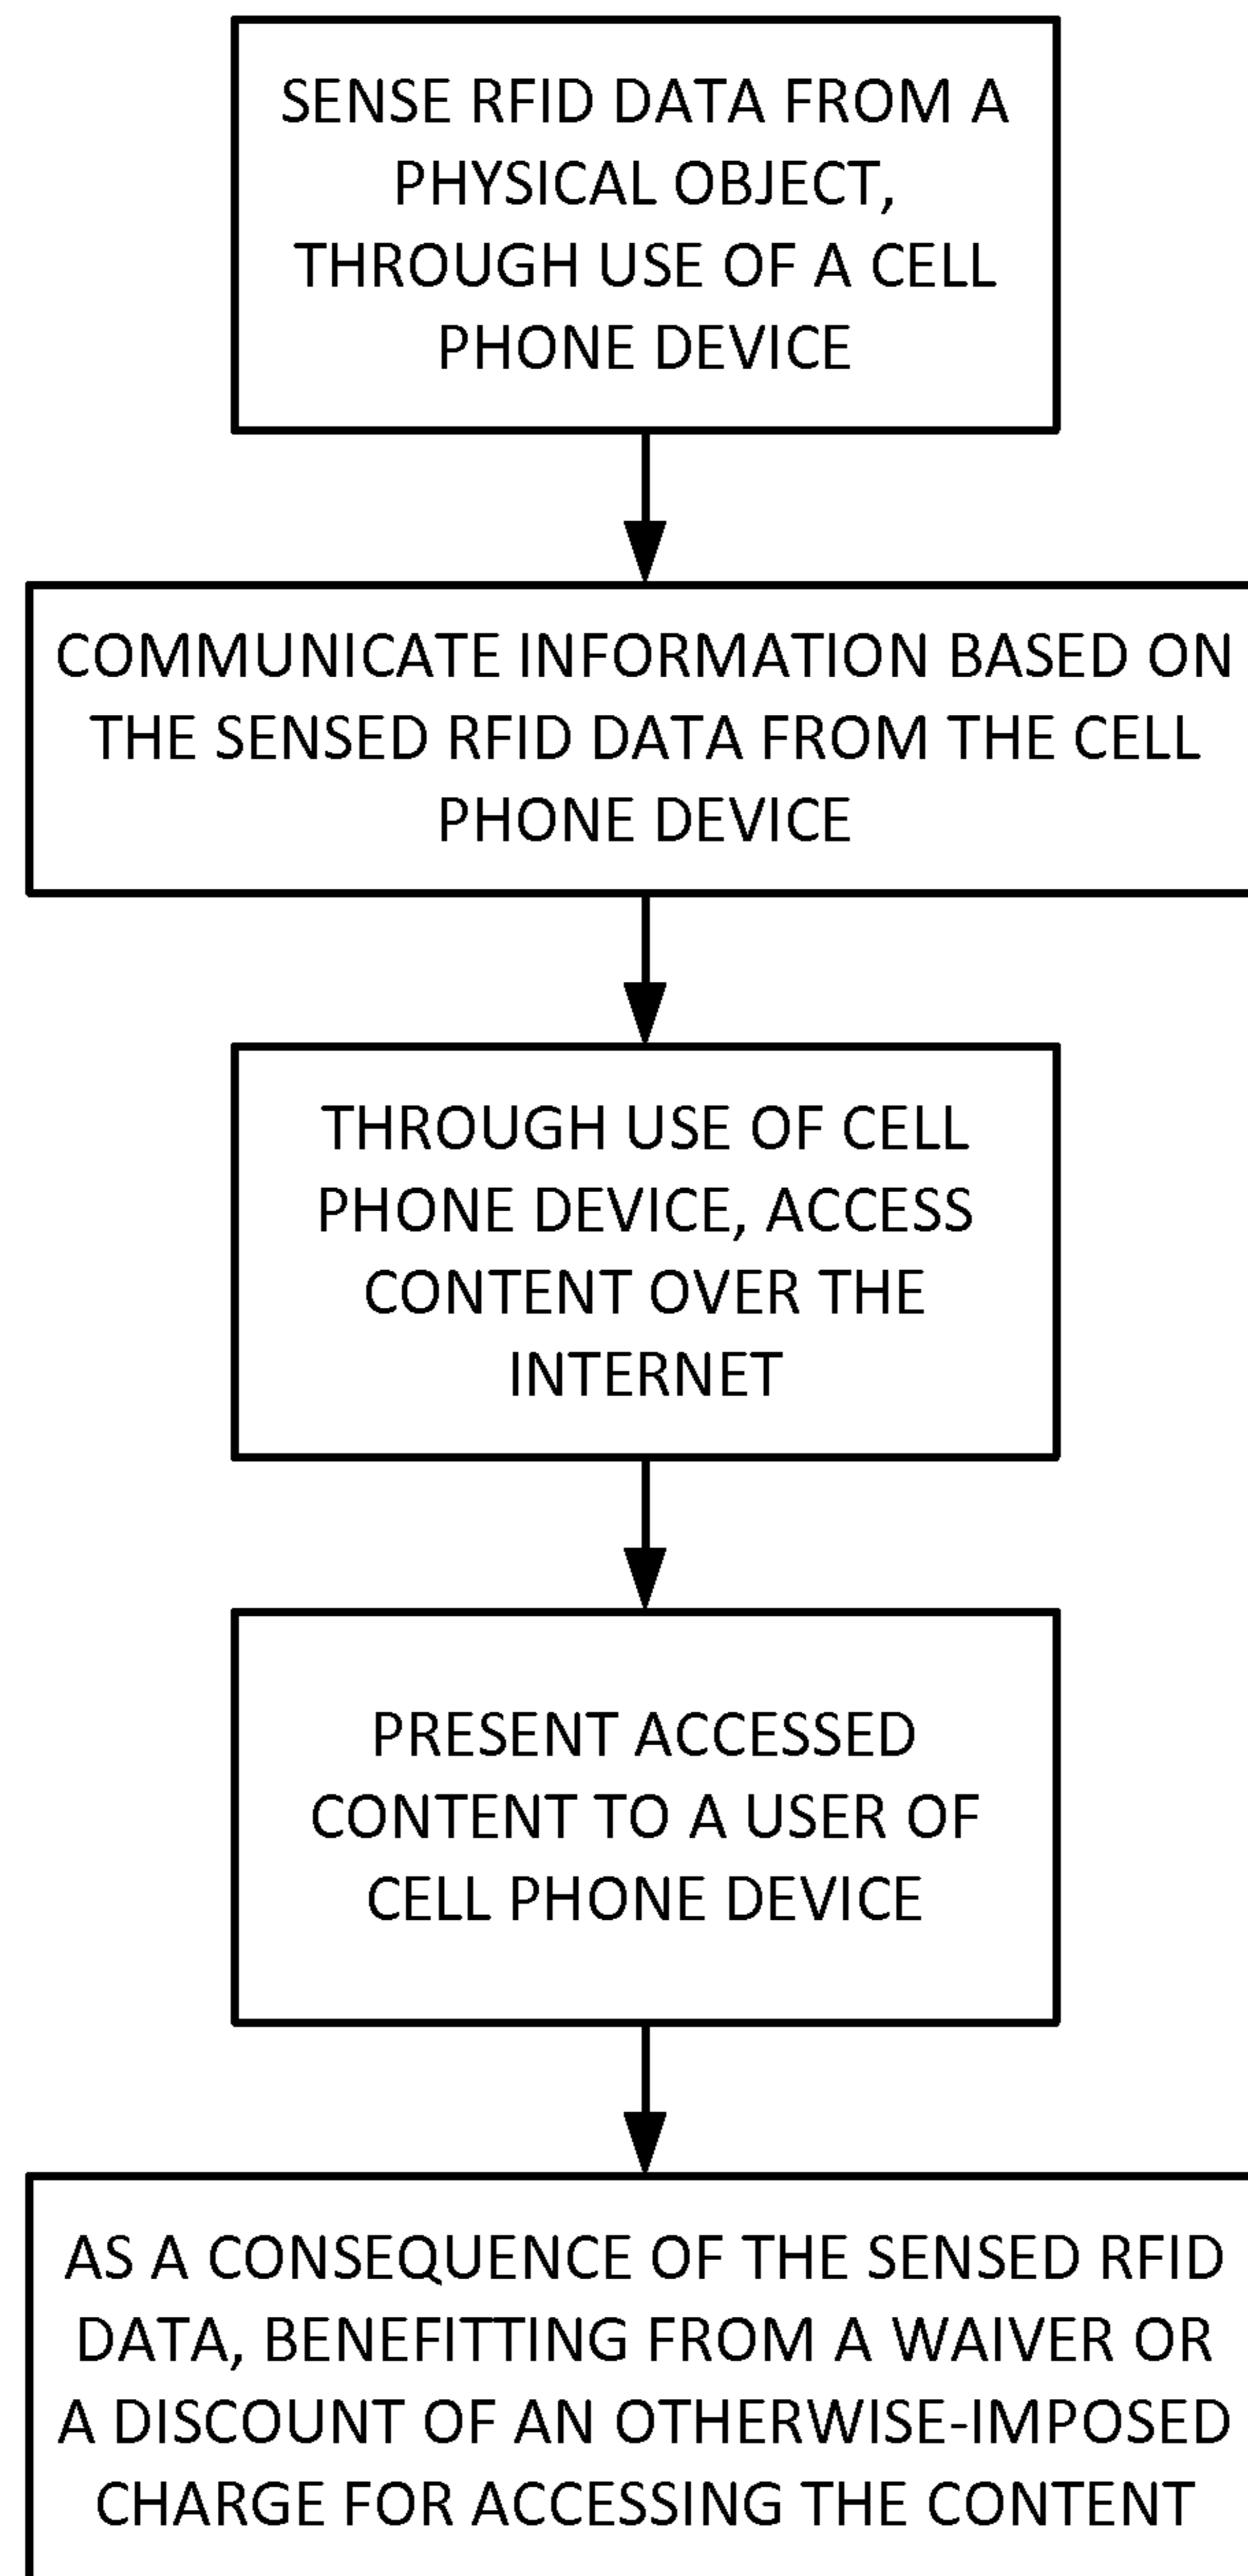 SENSE RFID DATA FROM A
PHYSICAL OBJECT,
THROUGH USE OF A CELL
PHONE DEVICE
COMMUNICATE INFORMATION BASED ON
THE SENSED RFID DATA FROM THE CELL
PHONE DEVICE
THROUGH USE OF CELL
PHONE DEVICE, ACCESS
CONTENT OVER THE
INTERNET
PRESENT ACCESSED
CONTENT TO A USER OF
CELL PHONE DEVICE
AS A CONSEQUENCE OF THE SENSED RFID
DATA, BENEFITTING FROM A WAIVER OR
A DISCOUNT OF AN OTHERWISE-IMPOSED
CHARGE FOR ACCESSING THE CONTENT